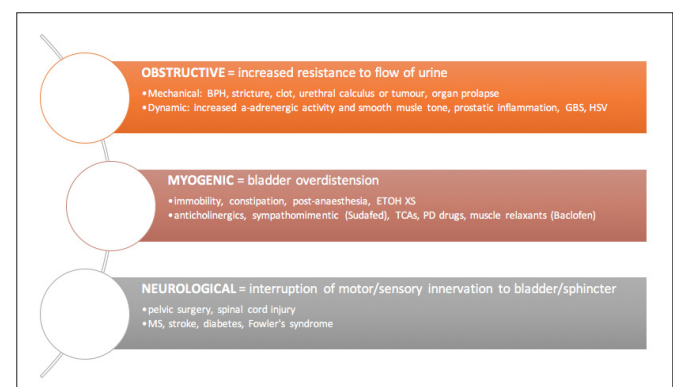 OBSTRUCTIVE = increased resistance to flow of urine
•Mechanical: BPH, stricture, clot, urethral calculus or tumour, organ prolapse
•Dynamic: increased a-adrenergic activity and smooth musle tone, prostatic inflammation, GBS, HSV
MYOGENIC = bladder overdistension
•immobility, constipation, post-anaesthesia, ETOH XS
•anticholinergics, sympathomimentic (Sudafed), TCAs, PD drugs, muscle relaxants (Baclofen)
NEUROLOGICAL = interruption of motor/sensory innervation to bladder/sphincter
•pelvic surgery, spinal cord injury
•MS, stroke, diabetes, Fowler's syndrome